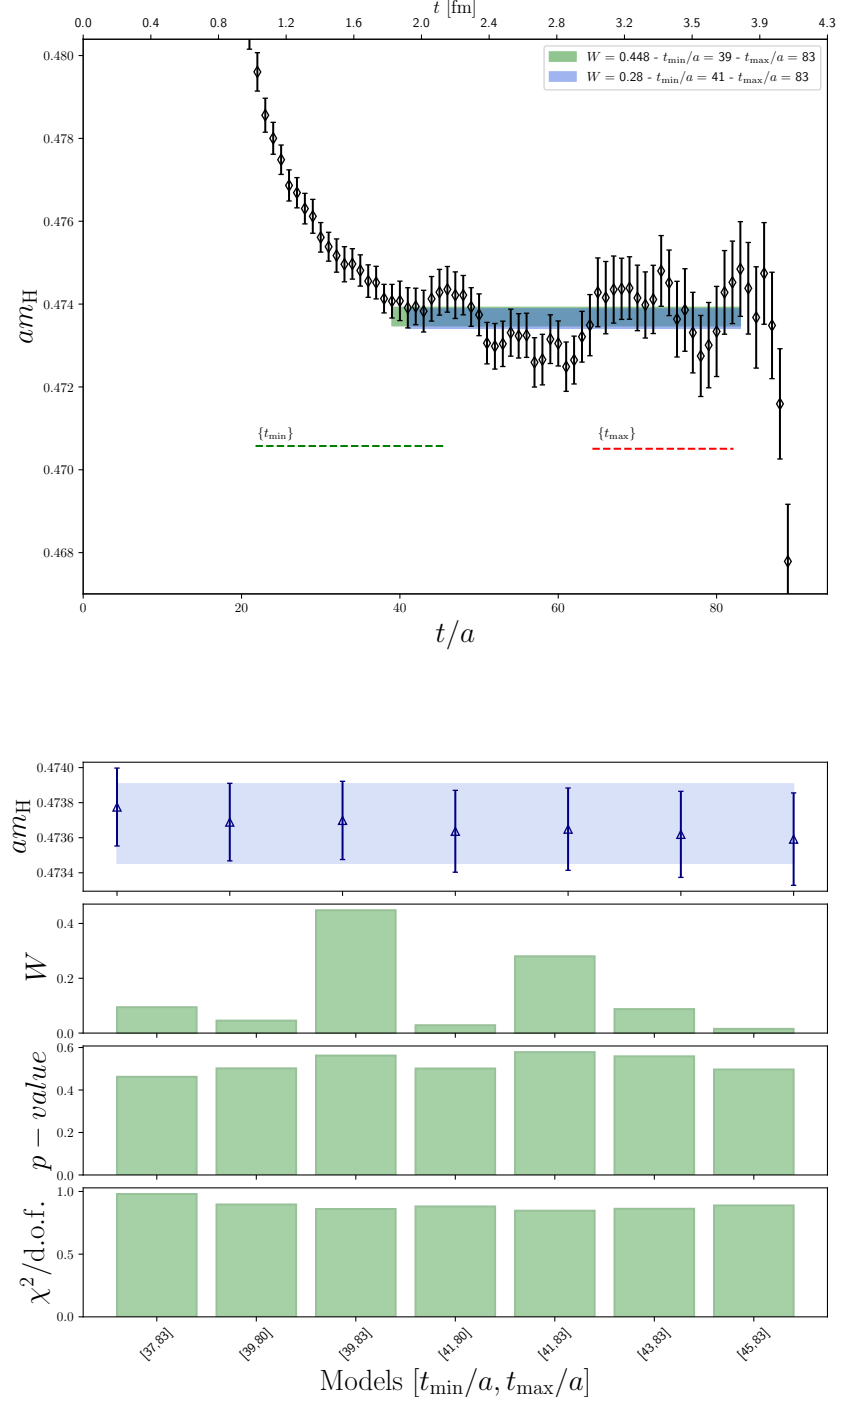 t [fm]
0.0 0.4 0.8 1.2 1.6 2.0 2.4 2.8 3.2 3.5 3.9 4.3
W = 0.448 - t_min/a = 39 - t_max/a = 83
W = 0.28 - t_min/a = 41 - t_max/a = 83
0.480
0.478
0.476
0.474
0.472
0.470
0.468
am_H
{t_min}
{t_max}
0 20 40 60 80
t/a
0.4740
0.4738
0.4736
0.4734
am_H
0.4
0.2
0.0
W
0.6
0.4
0.2
0.0
p − value
1.0
0.5
0.0
χ²/d.o.f.
[37,83] [39,80] [39,83] [41,80] [41,83] [43,83] [45,83]
Models [t_min/a, t_max/a]